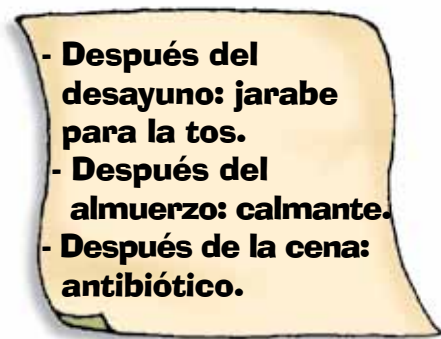 - Después del
desayuno: jarabe
para la tos.
- Después del
almuerzo: calmante.
- Después de la cena:
antibiótico.